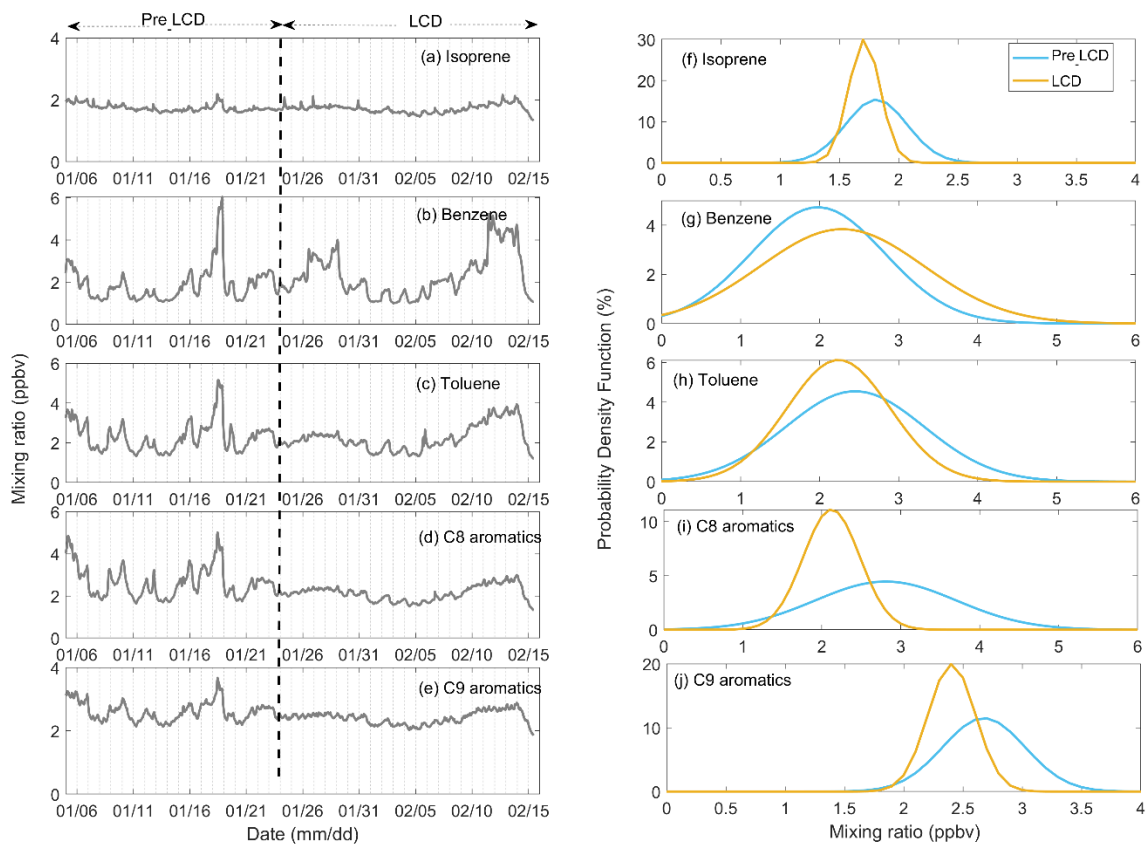 Pre_LCD LCD
4
2
0
(a) Isoprene
01/06 01/11 01/16 01/21 01/26 01/31 02/05 02/10 02/15
6
4
2
0
(b) Benzene
01/06 01/11 01/16 01/21 01/26 01/31 02/05 02/10 02/15
6
4
2
0
(c) Toluene
01/06 01/11 01/16 01/21 01/26 01/31 02/05 02/10 02/15
6
4
2
0
(d) C8 aromatics
01/06 01/11 01/16 01/21 01/26 01/31 02/05 02/10 02/15
4
2
0
(e) C9 aromatics
01/06 01/11 01/16 01/21 01/26 01/31 02/05 02/10 02/15
Mixing ratio (ppbv)
Date (mm/dd)
30
20
10
0
(f) Isoprene
Pre_LCD
LCD
0 0.5 1 1.5 2 2.5 3 3.5 4
4
2
0
(g) Benzene
0 1 2 3 4 5 6
6
4
2
0
(h) Toluene
0 1 2 3 4 5 6
10
5
0
(i) C8 aromatics
0 1 2 3 4 5 6
20
10
0
(j) C9 aromatics
0 0.5 1 1.5 2 2.5 3 3.5 4
Probability Density Function (%)
Mixing ratio (ppbv)